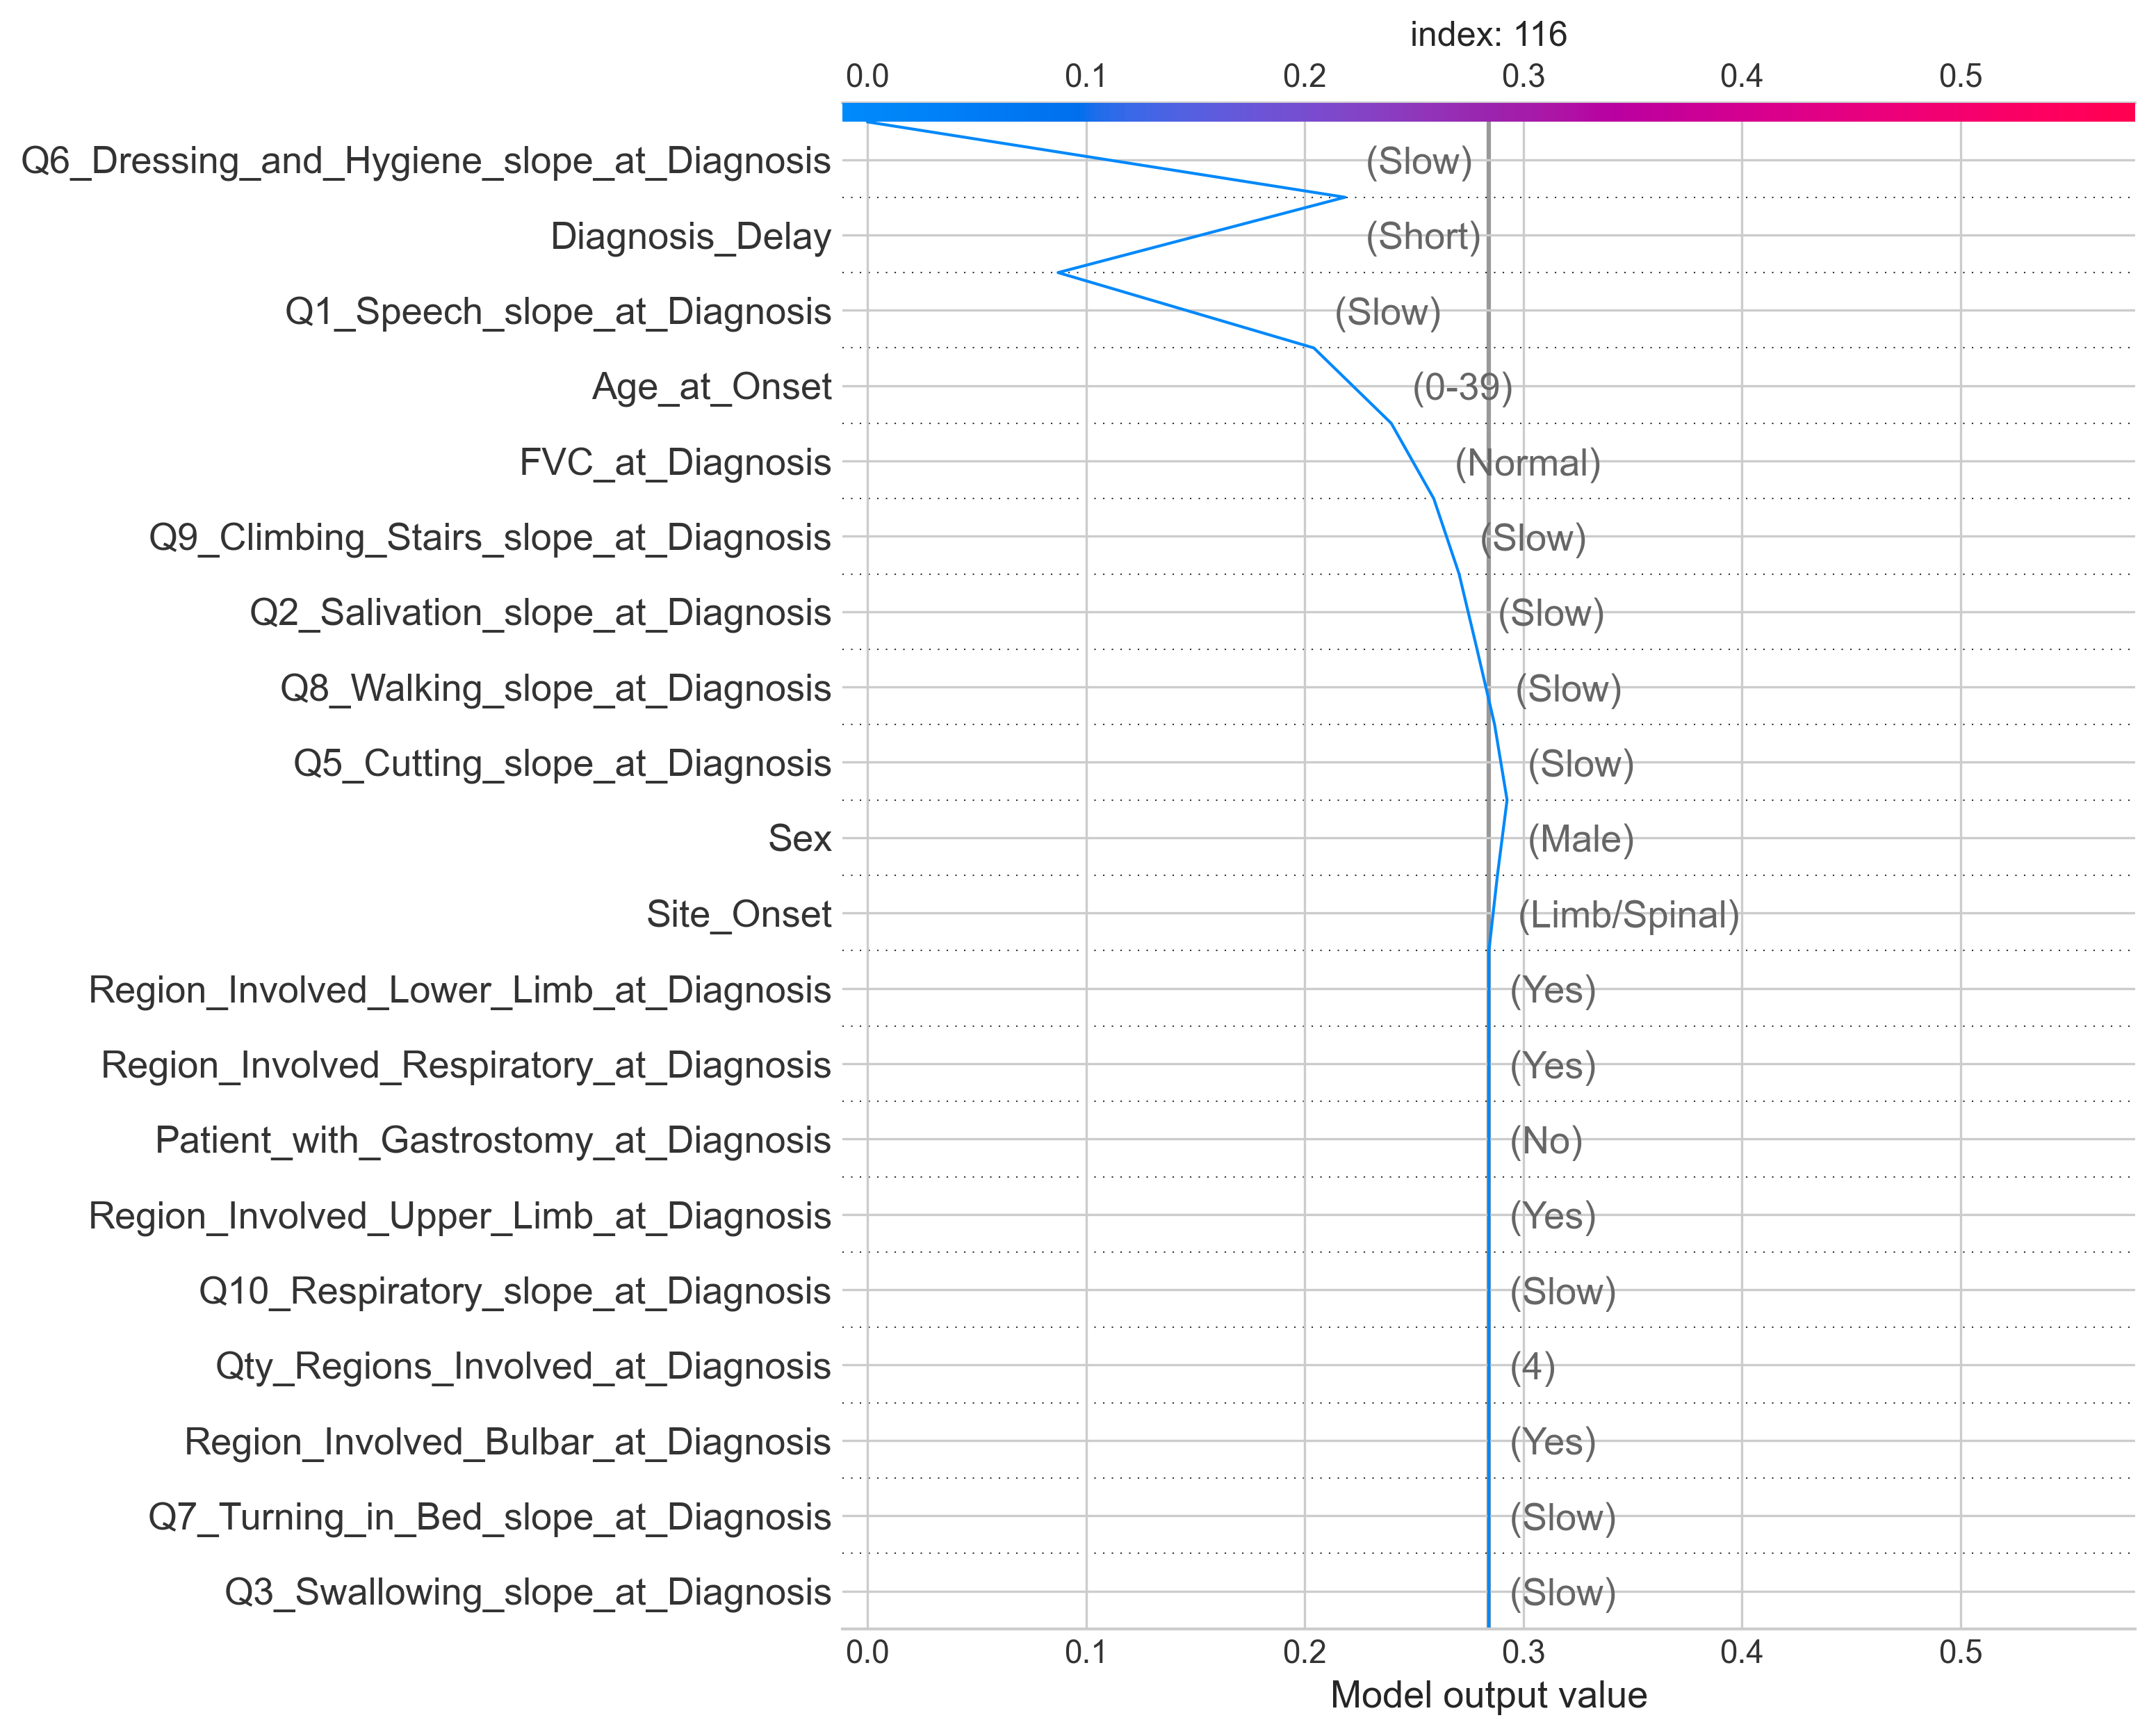 index: 116
0.0 0.1 0.2 0.3 0.4 0.5
Q6_Dressing_and_Hygiene_slope_at_Diagnosis (Slow)
Diagnosis_Delay (Short)
Q1_Speech_slope_at_Diagnosis (Slow)
Age_at_Onset (0-39)
FVC_at_Diagnosis (Normal)
Q9_Climbing_Stairs_slope_at_Diagnosis (Slow)
Q2_Salivation_slope_at_Diagnosis (Slow)
Q8_Walking_slope_at_Diagnosis (Slow)
Q5_Cutting_slope_at_Diagnosis (Slow)
Sex (Male)
Site_Onset (Limb/Spinal)
Region_Involved_Lower_Limb_at_Diagnosis (Yes)
Region_Involved_Respiratory_at_Diagnosis (Yes)
Patient_with_Gastrostomy_at_Diagnosis (No)
Region_Involved_Upper_Limb_at_Diagnosis (Yes)
Q10_Respiratory_slope_at_Diagnosis (Slow)
Qty_Regions_Involved_at_Diagnosis (4)
Region_Involved_Bulbar_at_Diagnosis (Yes)
Q7_Turning_in_Bed_slope_at_Diagnosis (Slow)
Q3_Swallowing_slope_at_Diagnosis (Slow)
0.0 0.1 0.2 0.3 0.4 0.5
Model output value